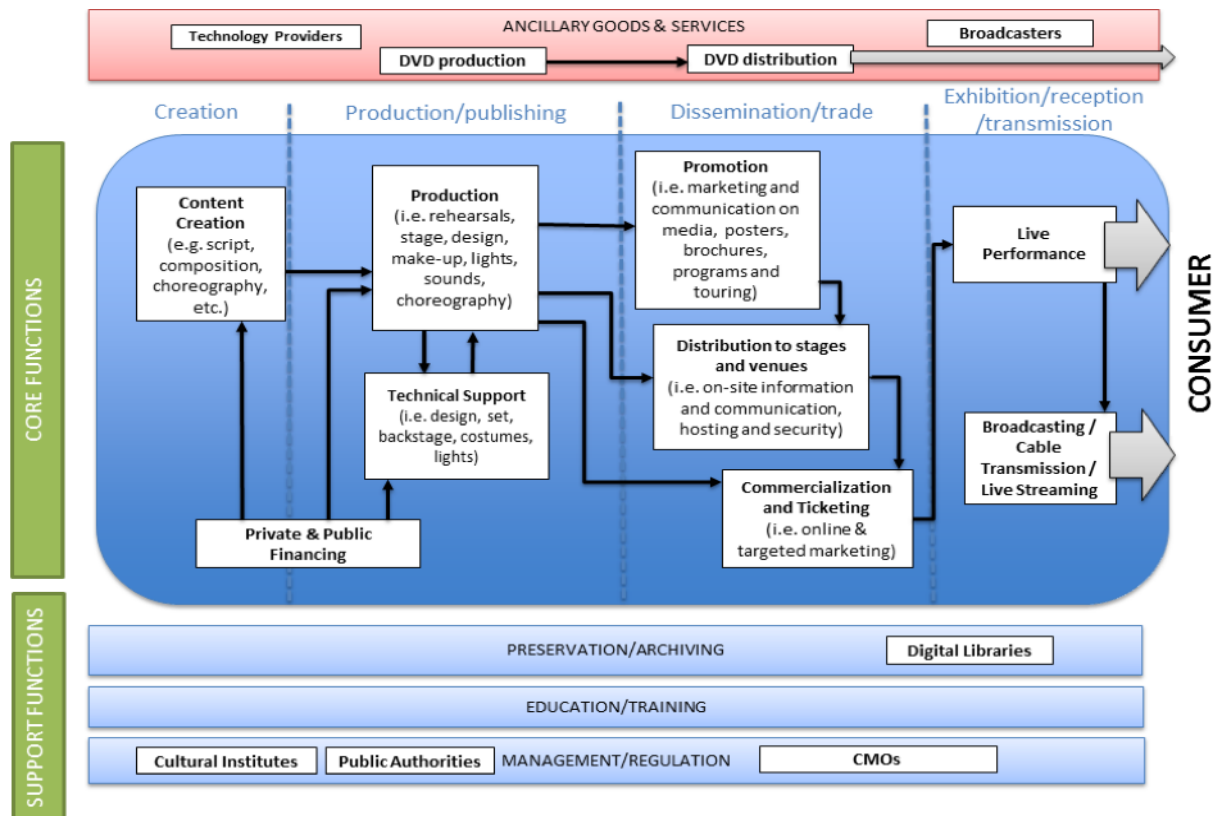 ANCILLARY GOODS & SERVICES
Technology Providers
Broadcasters
DVD production
DVD distribution
Creation
Production/publishing
Dissemination/trade
Exhibition/reception
/transmission
CORE FUNCTIONS
Content
Creation
(e.g. script,
composition,
choreography,
etc.)
Production
(i.e. rehearsals,
stage, design,
make-up, lights,
sounds,
choreography)
Technical Support
(i.e. design, set,
backstage, costumes,
lights)
Private & Public
Financing
Promotion
(i.e. marketing and
communication on
media, posters,
brochures,
programs and
touring)
Distribution to stages
and venues
(i.e. on-site information
and communication,
hosting and security)
Commercialization
and Ticketing
(i.e. online &
targeted marketing)
Live
Performance
Broadcasting /
Cable
Transmission /
Live Streaming
CONSUMER
SUPPORT FUNCTIONS
PRESERVATION/ARCHIVING
Digital Libraries
EDUCATION/TRAINING
Cultural Institutes
Public Authorities
MANAGEMENT/REGULATION
CMOs